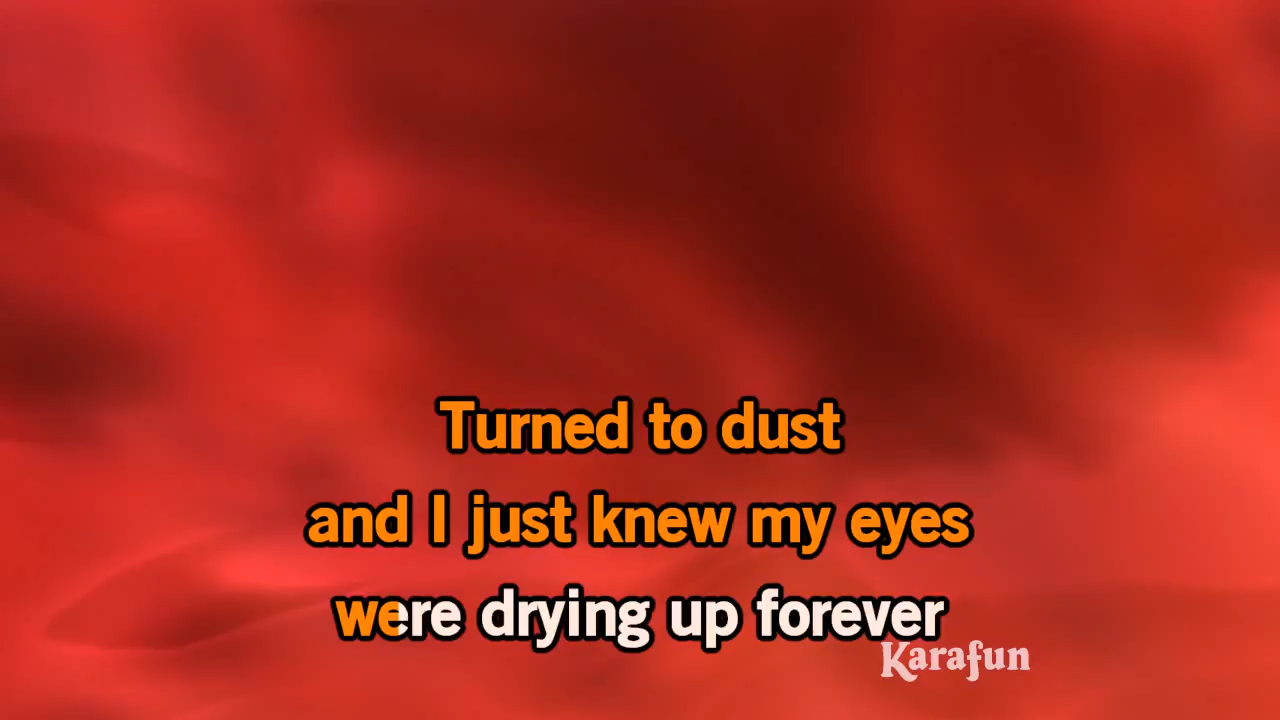 Turned to dust
and I just knew my eyes
were drying up forever
Karafun